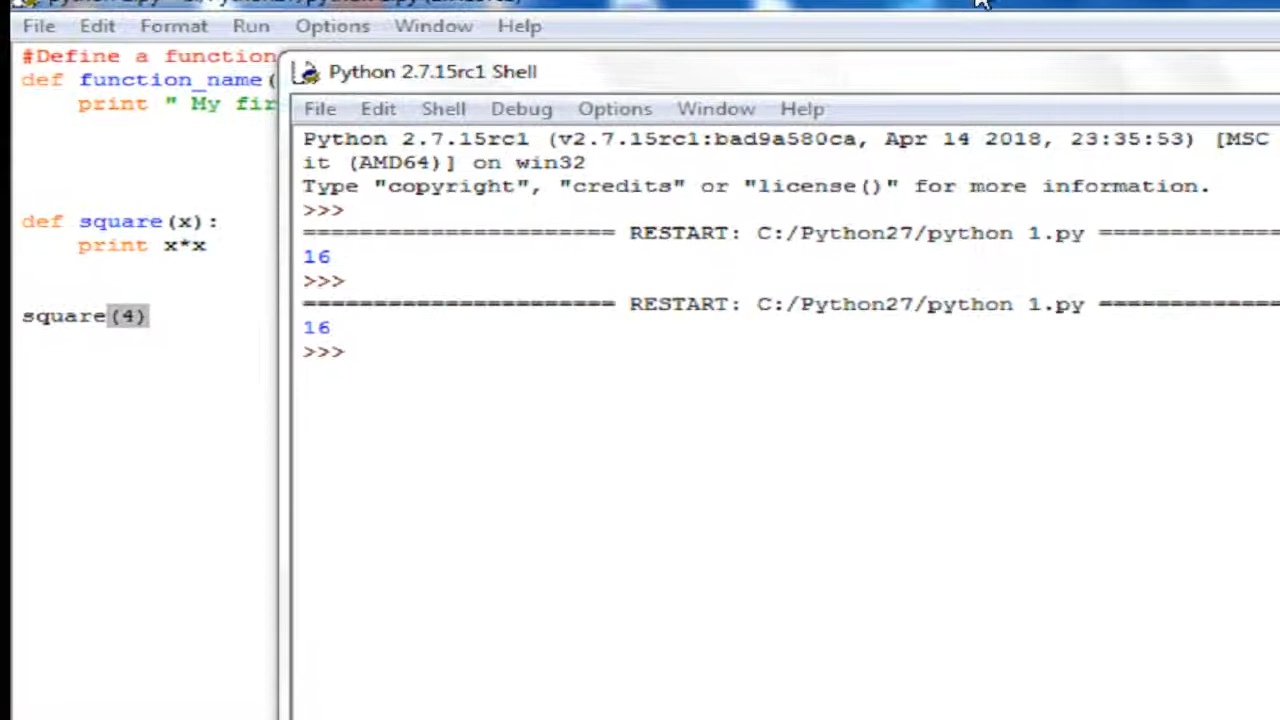 File Edit Format Run Options Window Help
#Define a function
def function_name(
print " My fir
def square(x):
print x*x
square(4)
Python 2.7.15rc1 Shell
File Edit Shell Debug Options Window Help
Python 2.7.15rc1 (v2.7.15rc1:bad9a580ca, Apr 14 2018, 23:35:53) [MSC
it (AMD64)] on win32
Type "copyright", "credits" or "license()" for more information.
>>>
====================== RESTART: C:/Python27/python 1.py =============
16
>>>
====================== RESTART: C:/Python27/python 1.py =============
16
>>>